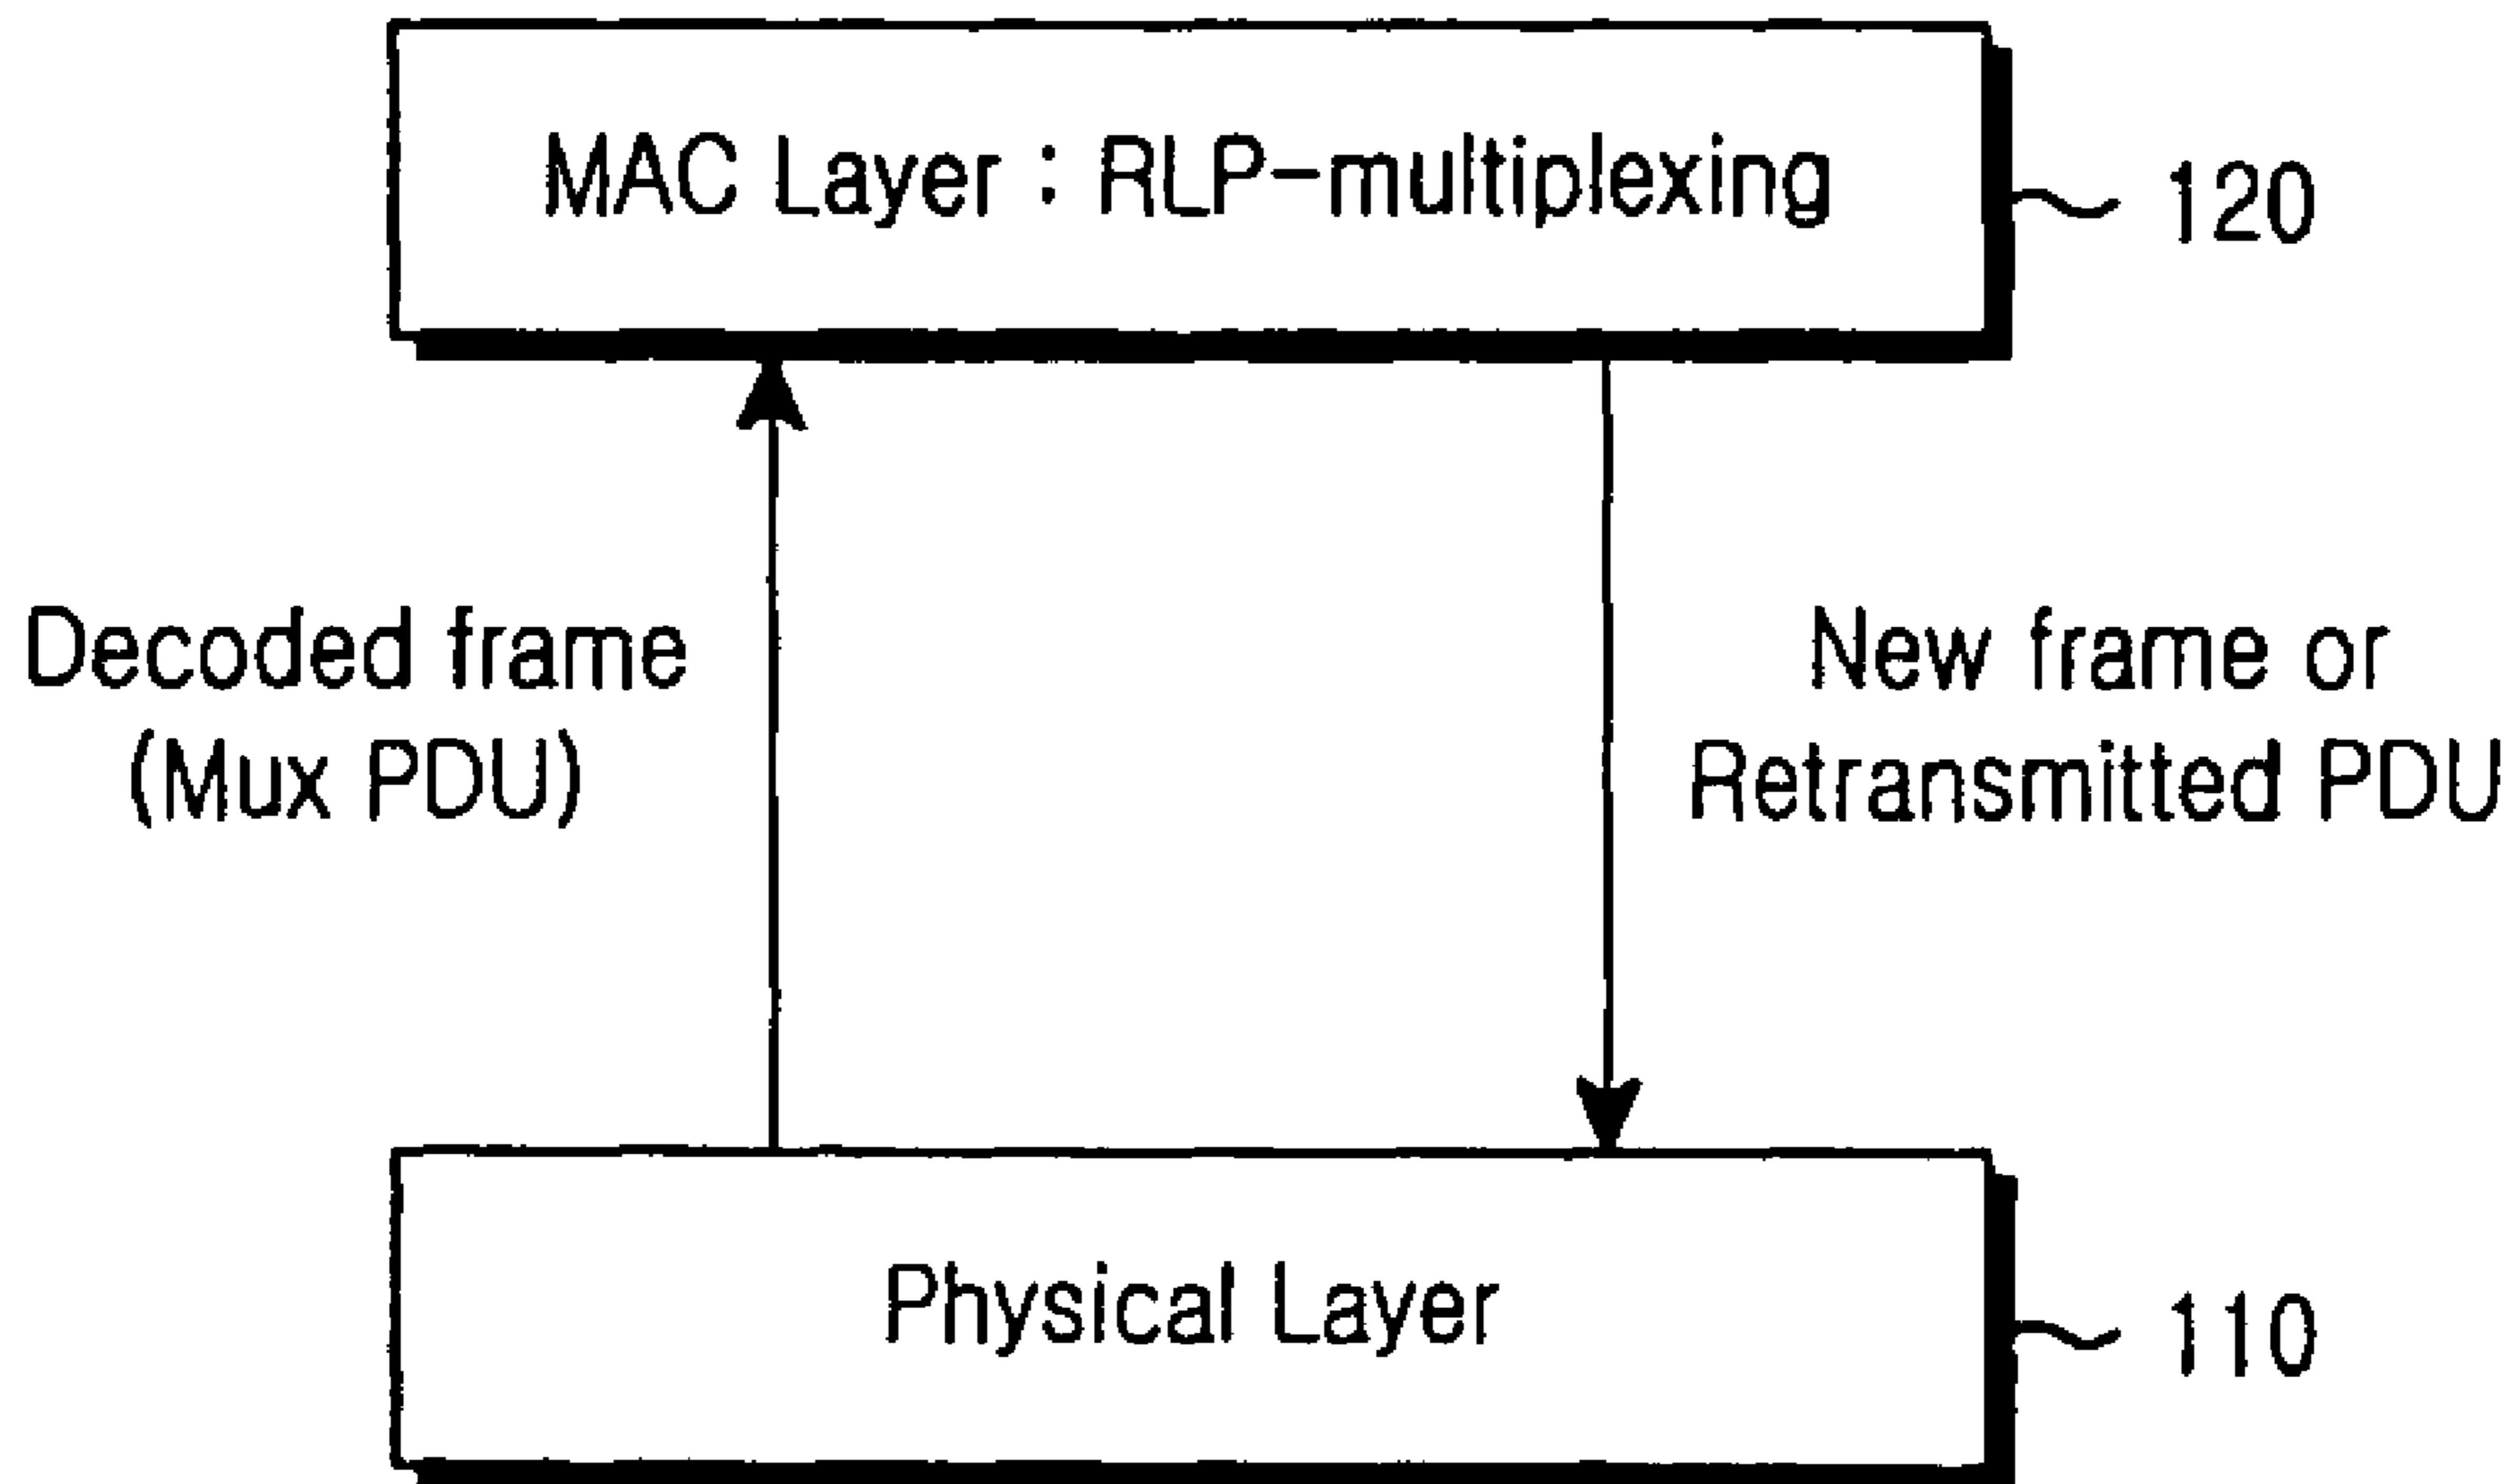 MAC Layer : RLP-multiplexing
120
Decoded frame
(Mux PDU)
New frame or
Retransmitted PDU
Physical Layer
110